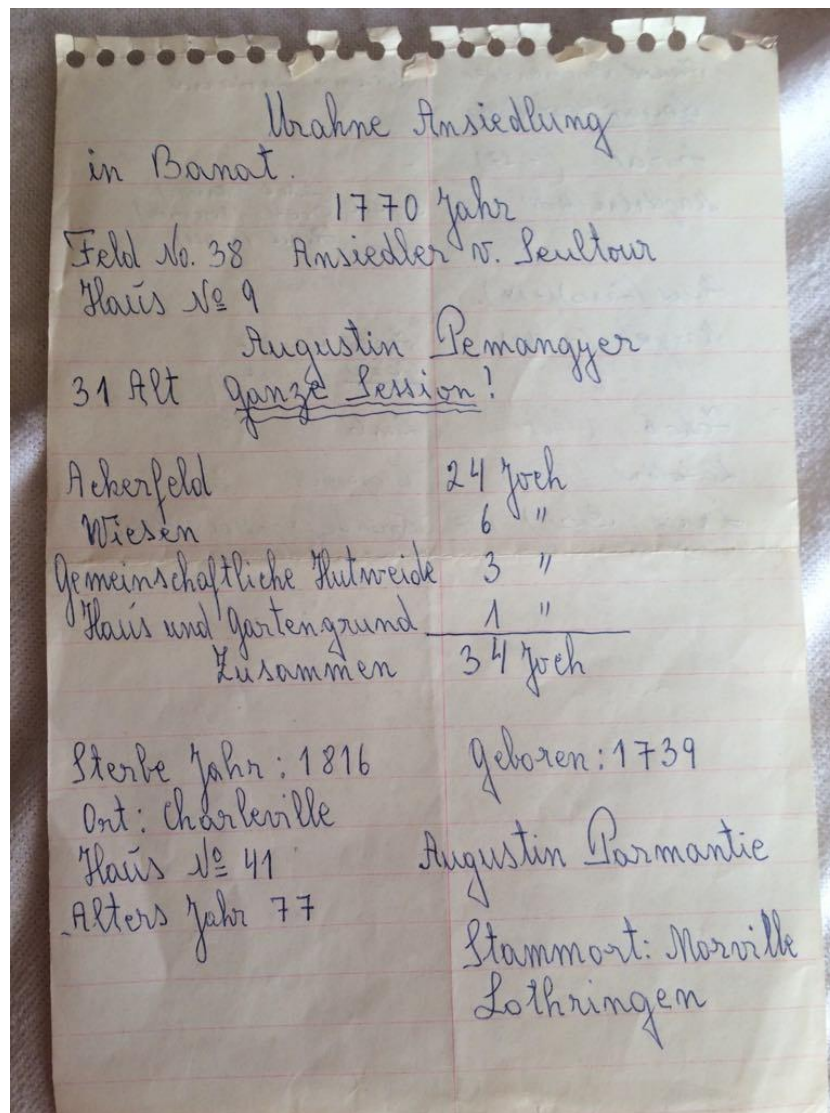 Urahne Ansiedlung
in Banat.
1770 Jahr
Feld No. 38 Ansiedler v. Seultour
Haus № 9
Augustin Pemangyer
31 Alt ganze Session!
Ackerfeld 24 Joch
Wiesen 6 "
Gemeinschaftliche Hutweide 3 "
Haus und Gartengrund 1 "
Zusammen 34 Joch
Sterbe Jahr: 1816 Geboren: 1739
Ort: Charleville
Haus № 41 Augustin Parmantie
Alters Jahr 77
Stammort: Morville
Lothringen